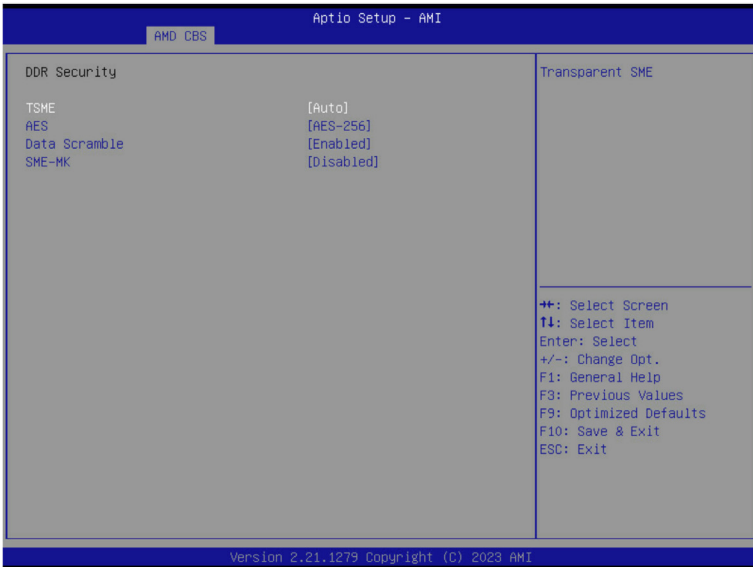 Aptio Setup – AMI
AMD CBS
DDR Security
TSME [Auto]
AES [AES-256]
Data Scramble [Enabled]
SME-MK [Disabled]
Transparent SME
→←: Select Screen
↑↓: Select Item
Enter: Select
+/-: Change Opt.
F1: General Help
F3: Previous Values
F9: Optimized Defaults
F10: Save & Exit
ESC: Exit
Version 2.21.1279 Copyright (C) 2023 AMI